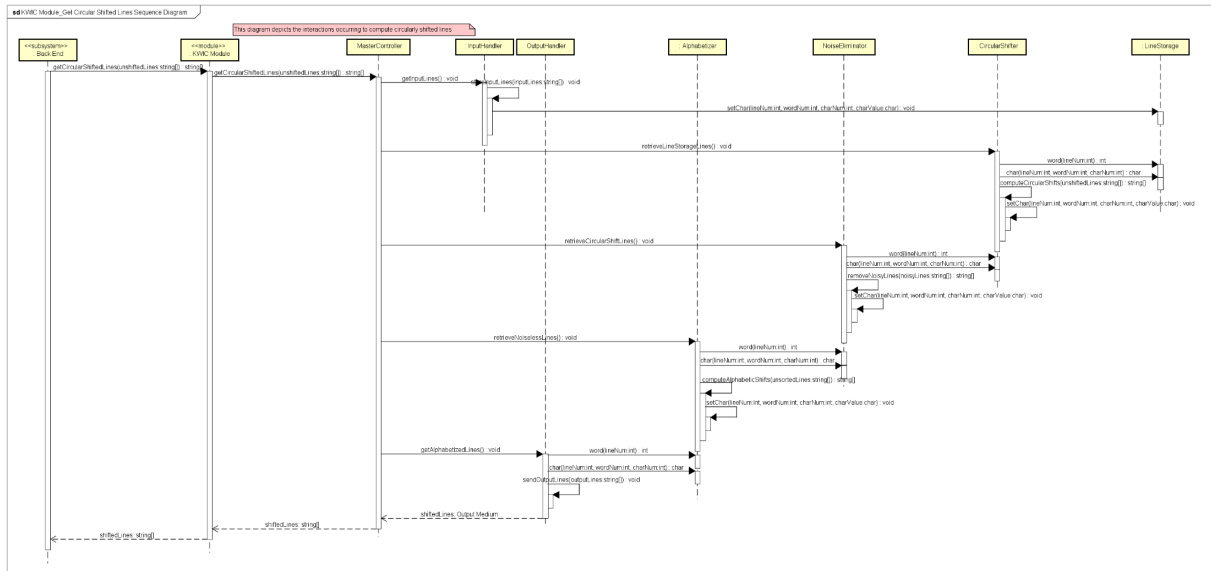 sd KWIC Module_Get Circular Shifted Lines Sequence Diagram
This diagram depicts the interactions occurring to compute circularly shifted lines
<<subsystem>>
: Back End
<<module>>
: KWIC Module
MasterController
InputHandler
OutputHandler
: Alphabetizer
NoiseEliminator
CircularShifter
: LineStorage
getCircularShiftedLines(unshiftedLines:string[]) : string[]
getCircularShiftedLines(unshiftedLines:string[]) : string[]
getInputLines() : void
InputLines(inputLines:string[]) : void
setChar(lineNum:int, wordNum:int, charNum:int, charValue:char) : void
retrieveLineStorageLines() : void
word(lineNum:int) : int
char(lineNum:int, wordNum:int, charNum:int) : char
computeCircularShifts(unshiftedLines:string[]) : string[]
setChar(lineNum:int, wordNum:int, charNum:int, charValue:char) : void
retrieveCircularShiftLines() : void
word(lineNum:int) : int
char(lineNum:int, wordNum:int, charNum:int) : char
removeNoisyLines(noisyLines:string[]) : string[]
setChar(lineNum:int, wordNum:int, charNum:int, charValue:char) : void
retrieveNoiselessLines() : void
word(lineNum:int) : int
char(lineNum:int, wordNum:int, charNum:int) : char
computeAlphabeticShifts(unsortedLines:string[]) : string[]
setChar(lineNum:int, wordNum:int, charNum:int, charValue:char) : void
getAlphabetizedLines() : void
word(lineNum:int) : int
char(lineNum:int, wordNum:int, charNum:int) : char
sendOutputLines(outputLines:string[]) : void
shiftedLines: Output Medium
shiftedLines: string[]
shiftedLines: string[]